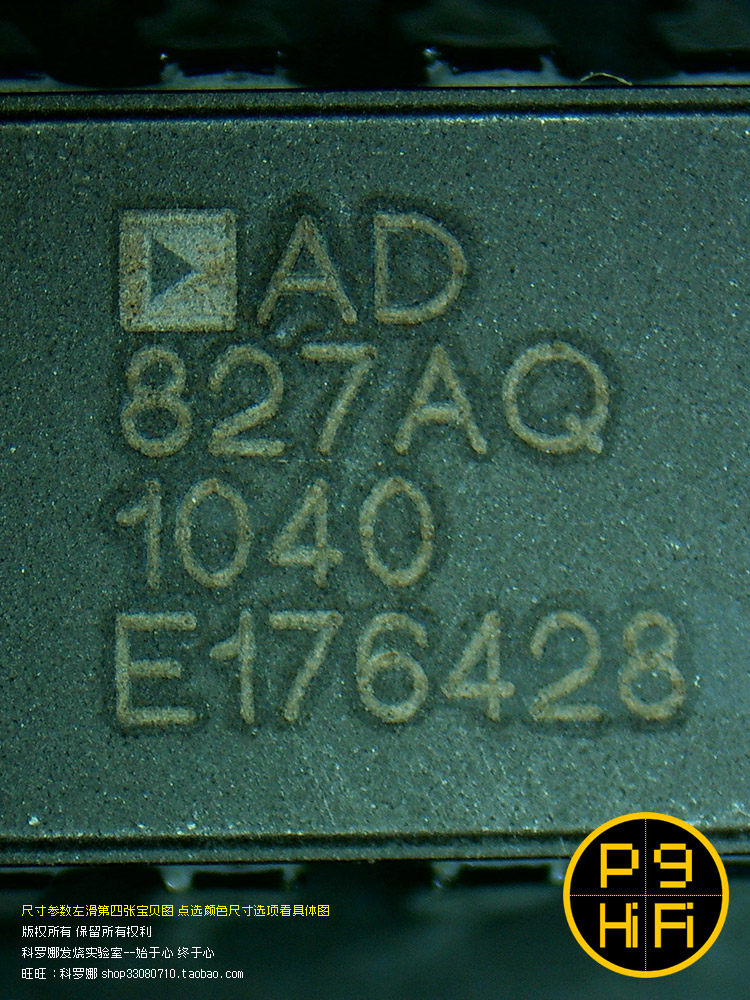 AD
827AQ
1040
E176428
P9
HiFi
尺寸参数左滑第四张宝贝图 点选颜色尺寸选项看具体图
版权所有 保留所有权利
科罗娜发烧实验室--始于心 终于心
旺旺：科罗娜 shop33080710.taobao.com